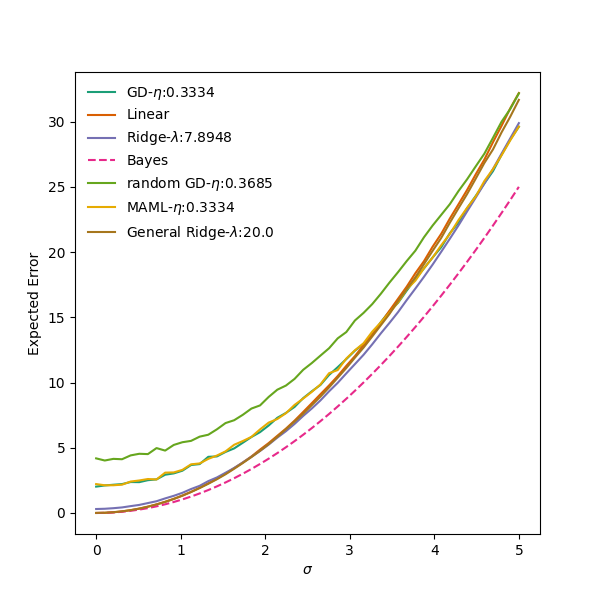 GD-η:0.3334
Linear
Ridge-λ:7.8948
Bayes
random GD-η:0.3685
MAML-η:0.3334
General Ridge-λ:20.0
Expected Error
30
25
20
15
10
5
0
0 1 2 3 4 5
σ